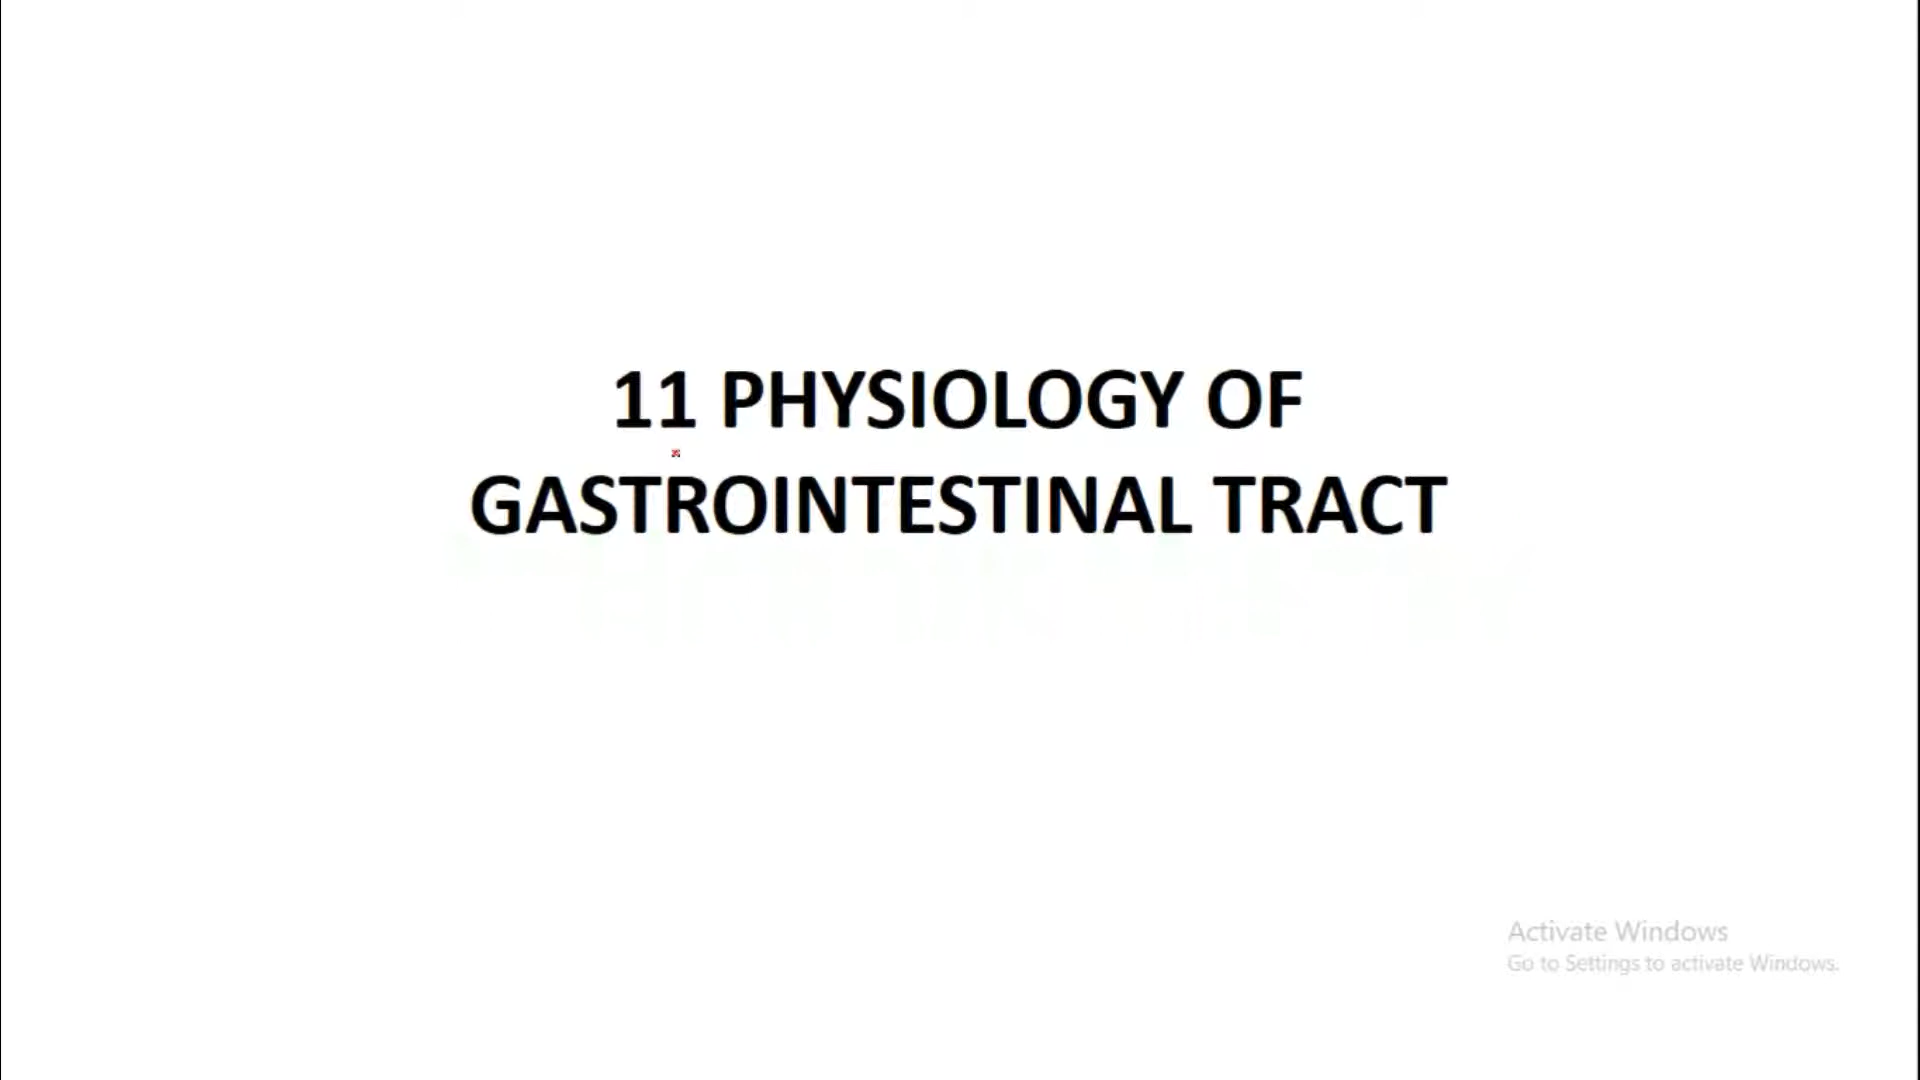 11 PHYSIOLOGY OF
GASTROINTESTINAL TRACT
Activate Windows
Go to Settings to activate Windows.